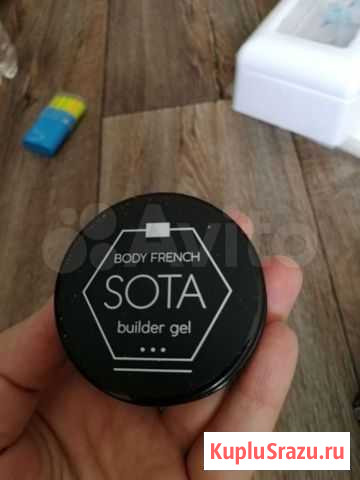 BODY FRENCH
SOTA
builder gel
Avito
KupluSrazu.ru